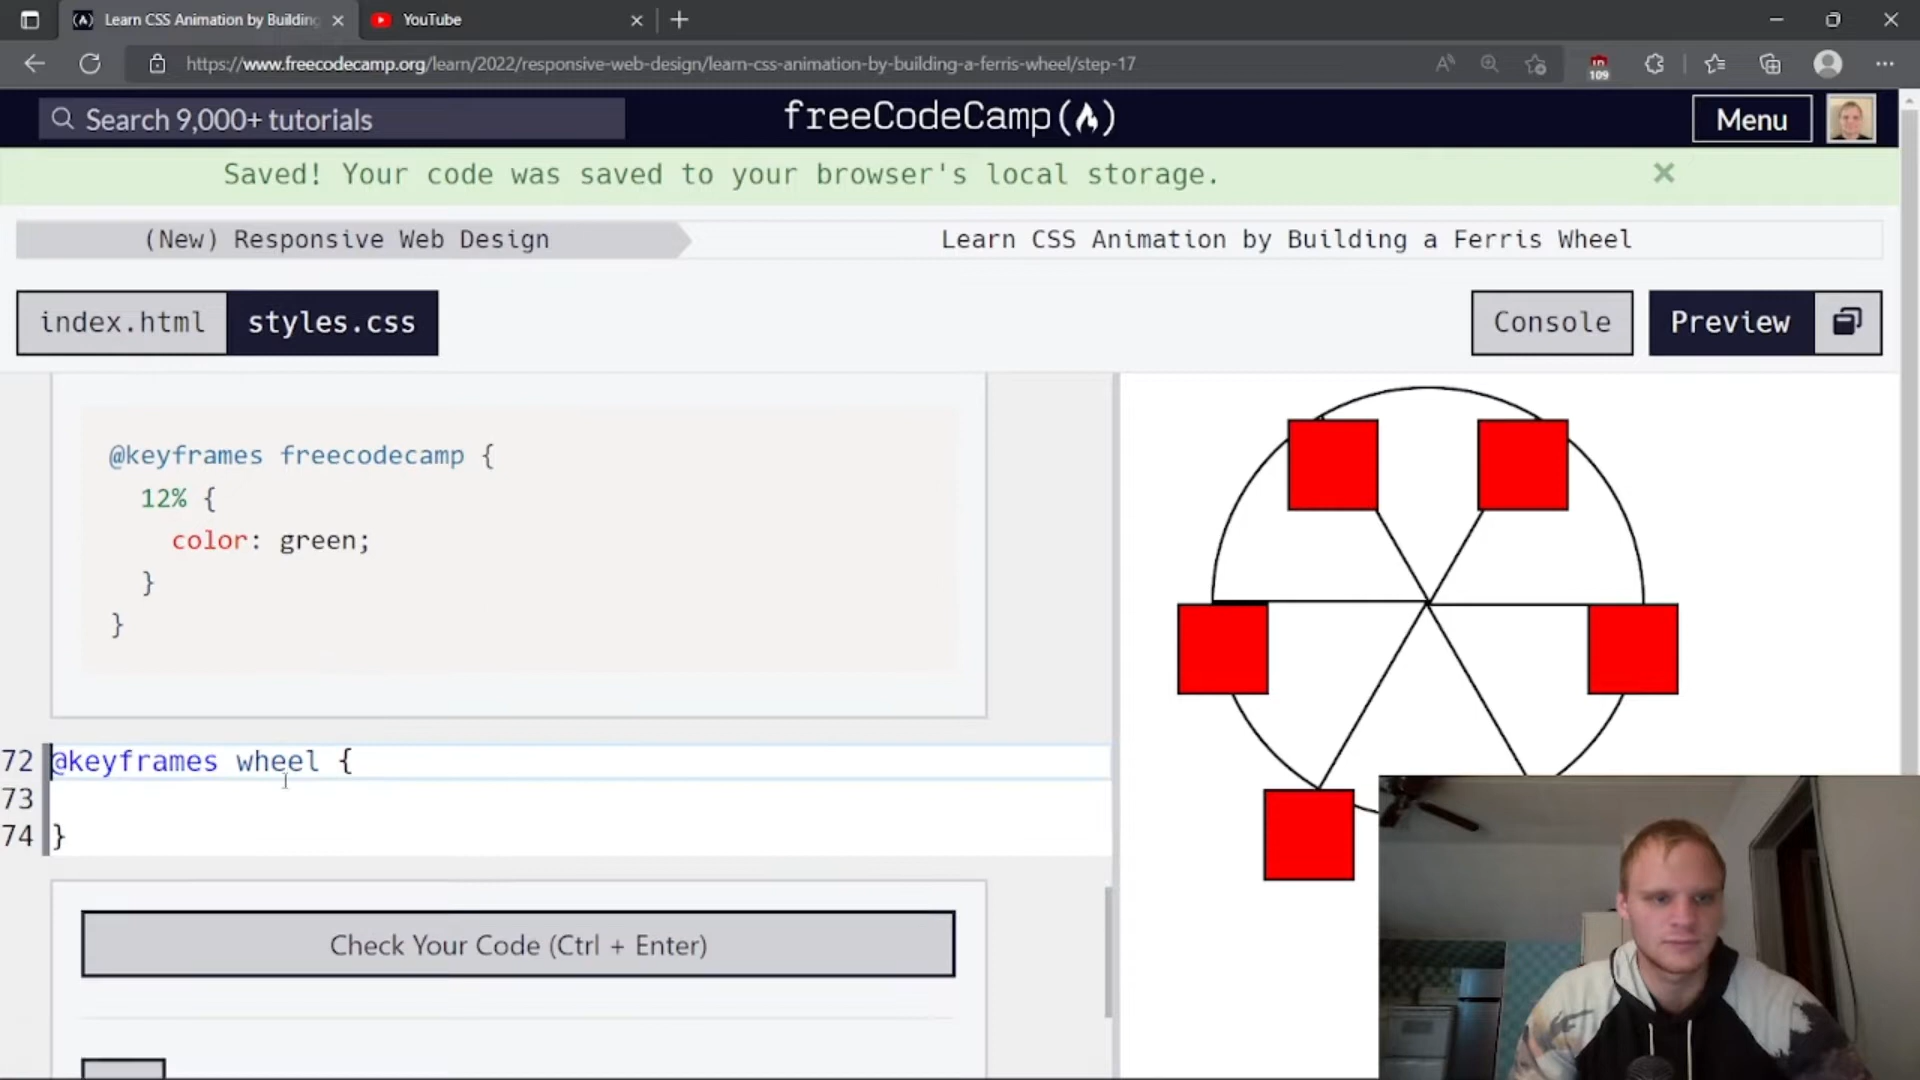 Learn CSS Animation by Building
YouTube
https://www.freecodecamp.org/learn/2022/responsive-web-design/learn-css-animation-by-building-a-ferris-wheel/step-17
109
Search 9,000+ tutorials
freeCodeCamp(🔥)
Menu
Saved! Your code was saved to your browser's local storage.
(New) Responsive Web Design
Learn CSS Animation by Building a Ferris Wheel
index.html
styles.css
Console
Preview
@keyframes freecodecamp {
12% {
color: green;
}
}
72 @keyframes wheel {
73
74 }
Check Your Code (Ctrl + Enter)